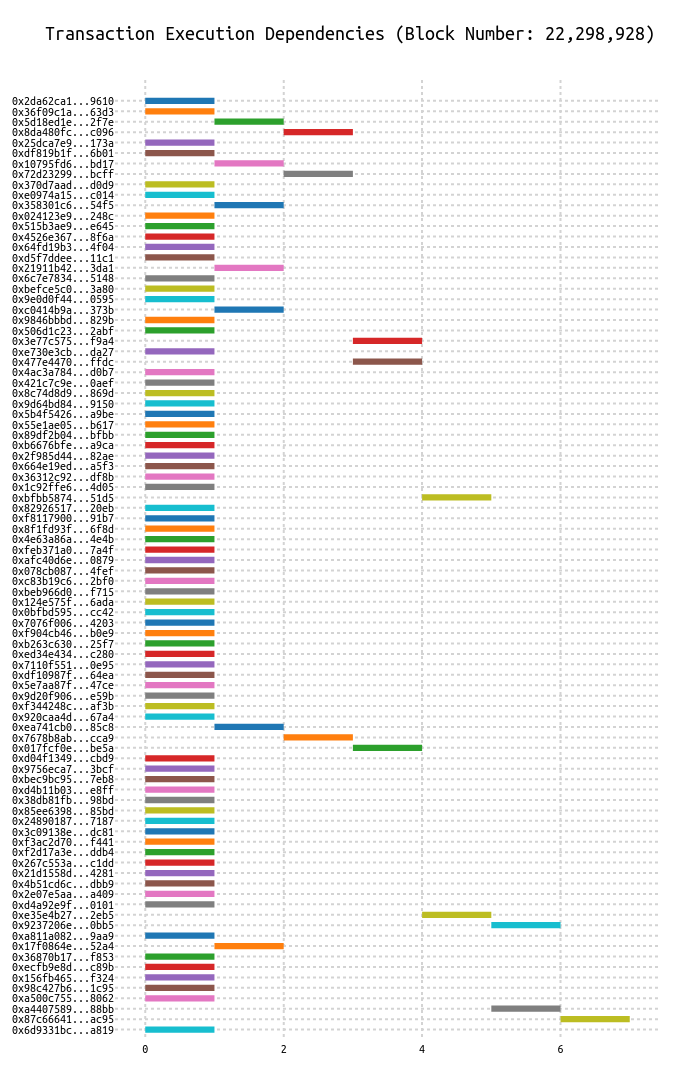 Transaction Execution Dependencies (Block Number: 22,298,928)
0x2da62ca1...9610
0x36f09c1a...63d3
0x5d18ed1e...2f7e
0x8da480fc...c096
0x25dca7e9...173a
0xdf819b1f...6b01
0x10795fd6...bd17
0x72d23299...bcff
0x370d7aad...d0d9
0xe0974a15...c014
0x358301c6...54f5
0x024123e9...248c
0x515b3ae9...e645
0x4526e367...8f6a
0x64fd19b3...4f04
0xd5f7ddee...11c1
0x21911b42...3da1
0x6c7e7834...5148
0xbefce5c0...3a80
0x9e0d0f44...0595
0xc0414b9a...373b
0x9846bbbd...829b
0x506d1c23...2abf
0x3e77c575...f9a4
0xe730e3cb...da27
0x477e4470...ffdc
0x4ac3a784...d0b7
0x421c7c9e...0aef
0x8c74d8d9...869d
0x9d64bd84...9150
0x5b4f5426...a9be
0x55e1ae05...b617
0x89df2b04...bfbb
0xb6676bfe...a9ca
0x2f985d44...82ae
0x664e19ed...a5f3
0x36312c92...df8b
0x1c92ffe6...4d05
0xbfbb5874...51d5
0x82926517...20eb
0xf8117900...91b7
0x8f1fd93f...6f8d
0x4e63a86a...4e4b
0xfeb371a0...7a4f
0xafc40d6e...0879
0x078cb087...4fef
0xc83b19c6...2bf0
0xbeb966d0...f715
0x124e575f...6ada
0x0bfbd595...cc42
0x7076f006...4203
0xf904cb46...b0e9
0xb263c630...25f7
0xed34e434...c280
0x7110f551...0e95
0xdf10987f...64ea
0x5e7aa87f...47ce
0x9d20f906...e59b
0xf344248c...af3b
0x920caa4d...67a4
0xea741cb0...85c8
0x7678b8ab...cca9
0x017fcf0e...be5a
0xd04f1349...cbd9
0x9756eca7...3bcf
0xbec9bc95...7eb8
0xd4b11b03...e8ff
0x38db81fb...98bd
0x85ee6398...85bd
0x24890187...7187
0x3c09138e...dc81
0xf3ac2d70...f441
0xf2d17a3e...ddb4
0x267c553a...c1dd
0x21d1558d...4281
0x4b51cd6c...dbb9
0x2e07e5aa...a409
0xd4a92e9f...0101
0xe35e4b27...2eb5
0x9237206e...0bb5
0xa811a082...9aa9
0x17f0864e...52a4
0x36870b17...f853
0xecfb9e8d...c89b
0x156fb465...f324
0x98c427b6...1c95
0xa500c755...8062
0xa4407589...88bb
0x87c66641...ac95
0x6d9331bc...a819
0 2 4 6